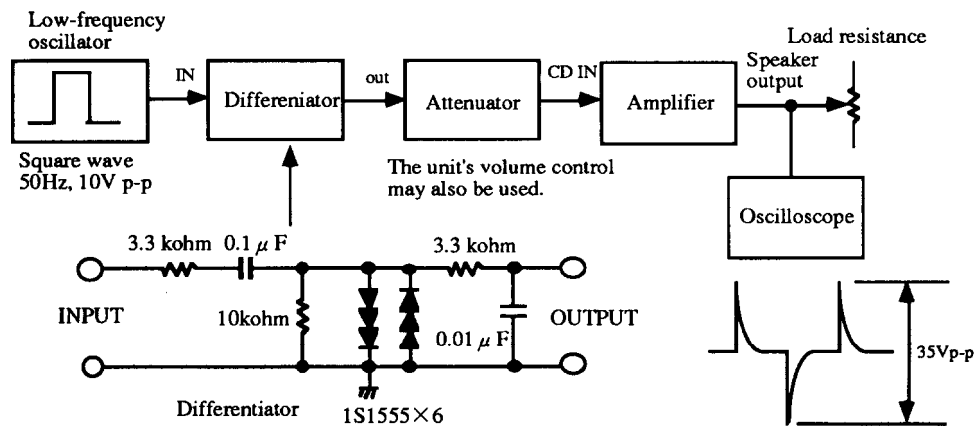 Low-frequency
oscillator
IN
Differeniator
out
Attenuator
CD IN
Amplifier
Speaker
output
Load resistance
Square wave
50Hz, 10V p-p
The unit's volume control
may also be used.
Oscilloscope
3.3 kohm
0.1 μ F
3.3 kohm
INPUT
10kohm
0.01 μ F
OUTPUT
35Vp-p
Differentiator
1S1555×6